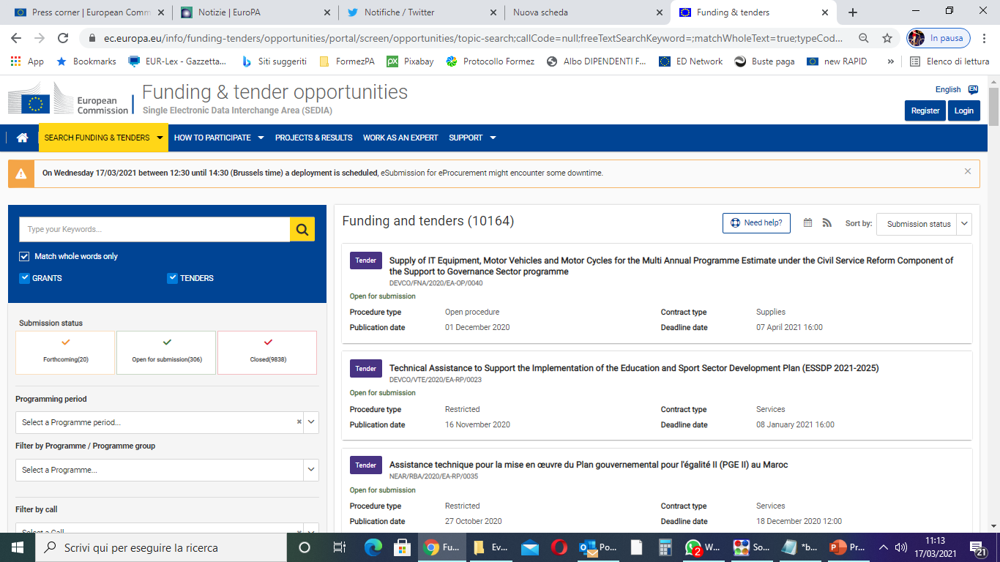 Press corner | European Comm
Notizie | EuroPA
Notifiche / Twitter
Nuova scheda
Funding & tenders
ec.europa.eu/info/funding-tenders/opportunities/portal/screen/opportunities/topic-search;callCode=null;freeTextSearchKeyword=;matchWholeText=true;typeCod...
In pausa
App
Bookmarks
EUR-Lex - Gazzetta...
Siti suggeriti
FormezPA
px Pixabay
Protocollo Formez
Albo DIPENDENTI F...
ED Network
Buste paga
new RAPID
»
Elenco di lettura
European
Commission
Funding & tender opportunities
Single Electronic Data Interchange Area (SEDIA)
English EN
Register
Login
SEARCH FUNDING & TENDERS
HOW TO PARTICIPATE
PROJECTS & RESULTS
WORK AS AN EXPERT
SUPPORT
On Wednesday 17/03/2021 between 12:30 until 14:30 (Brussels time) a deployment is scheduled, eSubmission for eProcurement might encounter some downtime.
Type your Keywords...
Match whole words only
GRANTS
TENDERS
Submission status
Forthcoming(20)
Open for submission(306)
Closed(9838)
Programming period
Select a Programme period...
Filter by Programme / Programme group
Select a Programme...
Filter by call
Select a Call...
Funding and tenders (10164)
Need help?
Sort by:
Submission status
Tender
Supply of IT Equipment, Motor Vehicles and Motor Cycles for the Multi Annual Programme Estimate under the Civil Service Reform Component of
the Support to Governance Sector programme
DEVCO/FNA/2020/EA-OP/0040
Open for submission
Procedure type Open procedure Contract type Supplies
Publication date 01 December 2020 Deadline date 07 April 2021 16:00
Tender
Technical Assistance to Support the Implementation of the Education and Sport Sector Development Plan (ESSDP 2021-2025)
DEVCO/VTE/2020/EA-RP/0023
Open for submission
Procedure type Restricted Contract type Services
Publication date 16 November 2020 Deadline date 08 January 2021 16:00
Tender
Assistance technique pour la mise en œuvre du Plan gouvernemental pour l'égalité II (PGE II) au Maroc
NEAR/RBA/2020/EA-RP/0035
Open for submission
Procedure type Restricted Contract type Services
Publication date 27 October 2020 Deadline date 18 December 2020 12:00
Scrivi qui per eseguire la ricerca
Fu...
Ev...
Po...
2
W...
So...
*b...
Pr...
11:13
17/03/2021
21